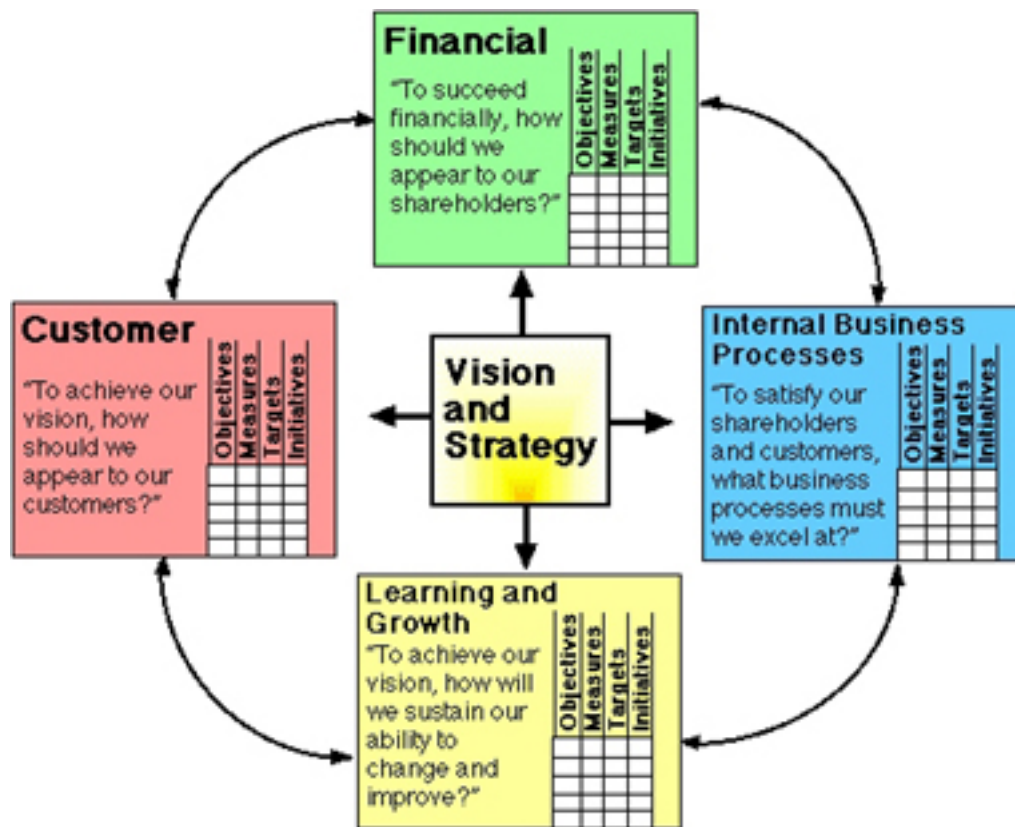 Financial
“To succeed
financially, how
should we
appear to our
shareholders?”
Objectives
Measures
Targets
Initiatives
Customer
“To achieve our
vision, how
should we
appear to our
customers?”
Objectives
Measures
Targets
Initiatives
Vision
and
Strategy
Internal Business
Processes
“To satisfy our
shareholders
and customers,
what business
processes must
we excel at?”
Objectives
Measures
Targets
Initiatives
Learning and
Growth
“To achieve our
vision, how will
we sustain our
ability to
change and
improve?”
Objectives
Measures
Targets
Initiatives